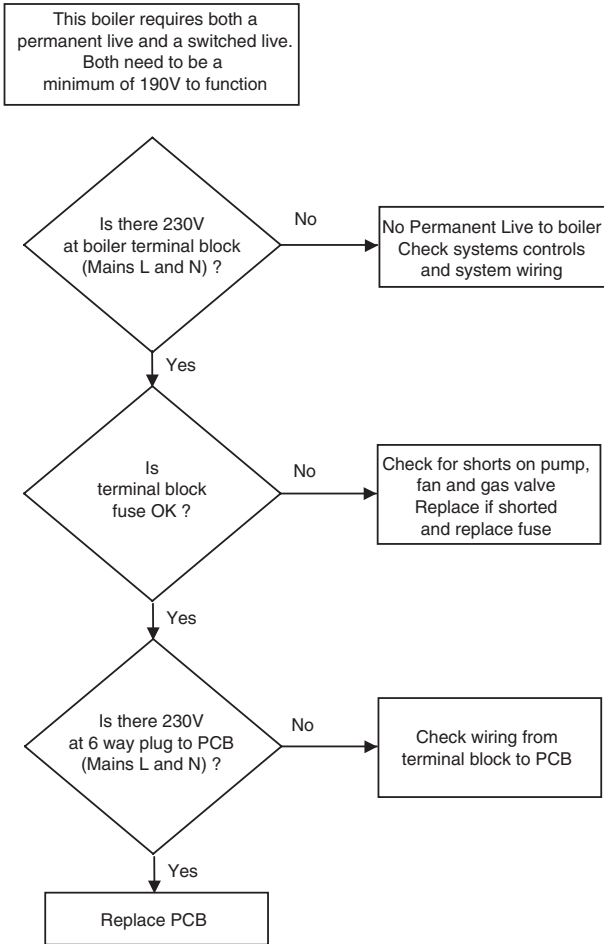 This boiler requires both a
permanent live and a switched live.
Both need to be a
minimum of 190V to function
Is there 230V
at boiler terminal block
(Mains L and N) ?
No
No Permanent Live to boiler
Check systems controls
and system wiring
Yes
Is
terminal block
fuse OK ?
No
Check for shorts on pump,
fan and gas valve
Replace if shorted
and replace fuse
Yes
Is there 230V
at 6 way plug to PCB
(Mains L and N) ?
No
Check wiring from
terminal block to PCB
Yes
Replace PCB